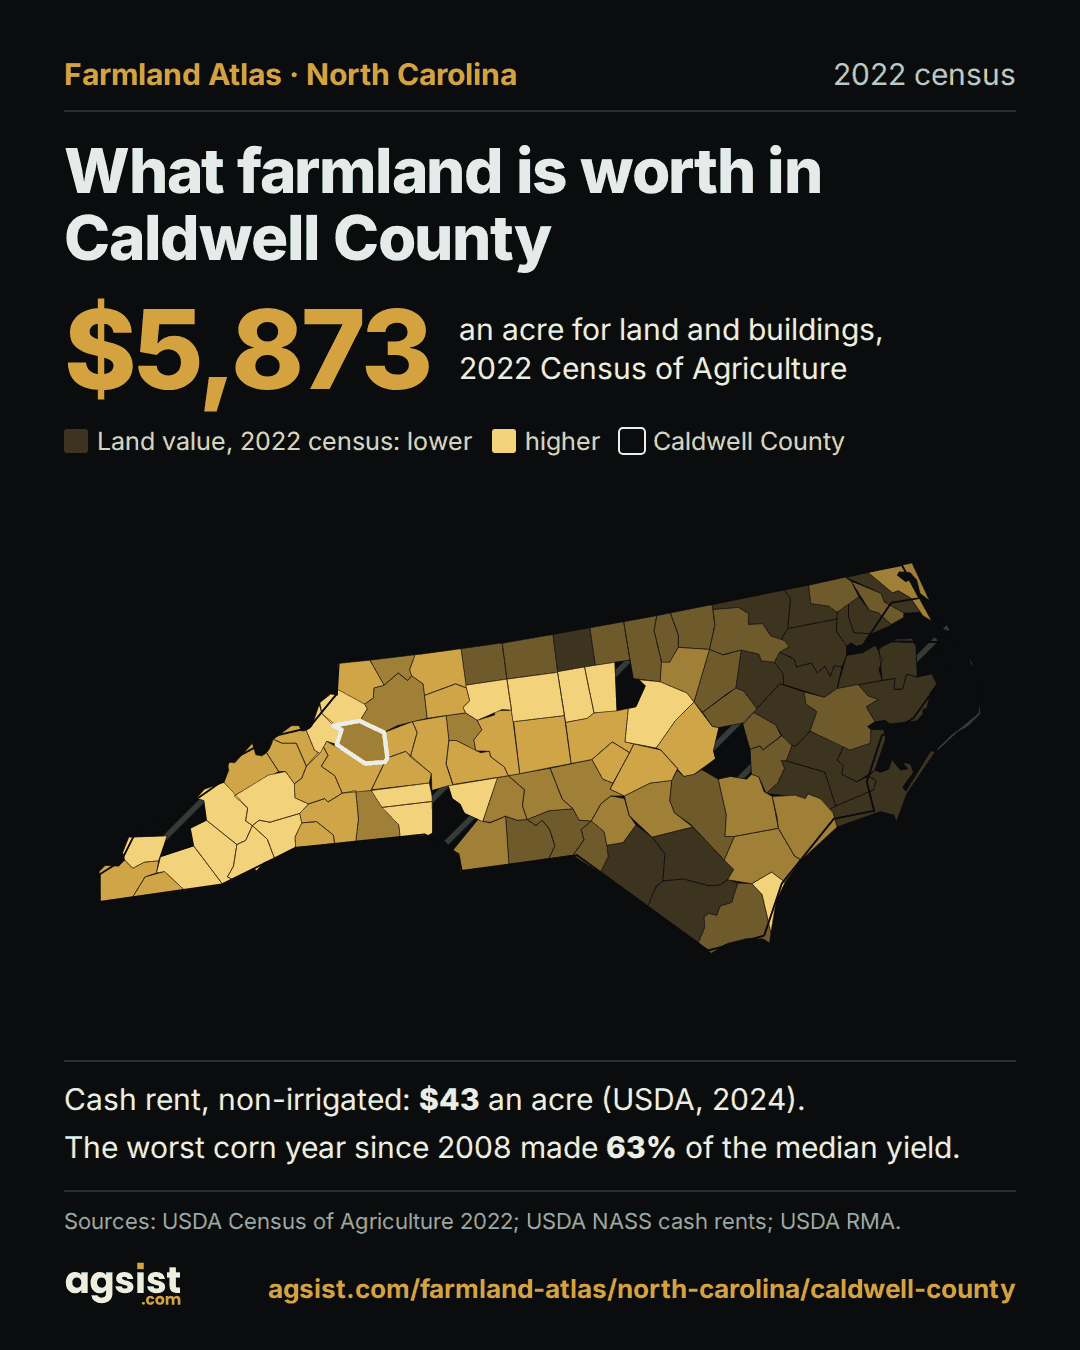 Farmland Atlas · North Carolina
2022 census
What farmland is worth in
Caldwell County
$5,873
an acre for land and buildings,
2022 Census of Agriculture
Land value, 2022 census: lower
higher
Caldwell County
Cash rent, non-irrigated: $43 an acre (USDA, 2024).
The worst corn year since 2008 made 63% of the median yield.
Sources: USDA Census of Agriculture 2022; USDA NASS cash rents; USDA RMA.
agsist
.com
agsist.com/farmland-atlas/north-carolina/caldwell-county